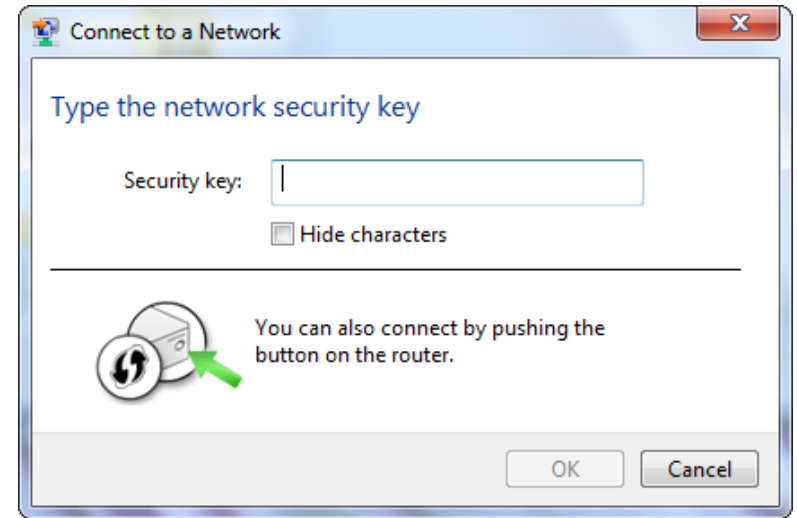 Connect to a Network
Type the network security key
Security key:
Hide characters
You can also connect by pushing the
button on the router.
OK Cancel